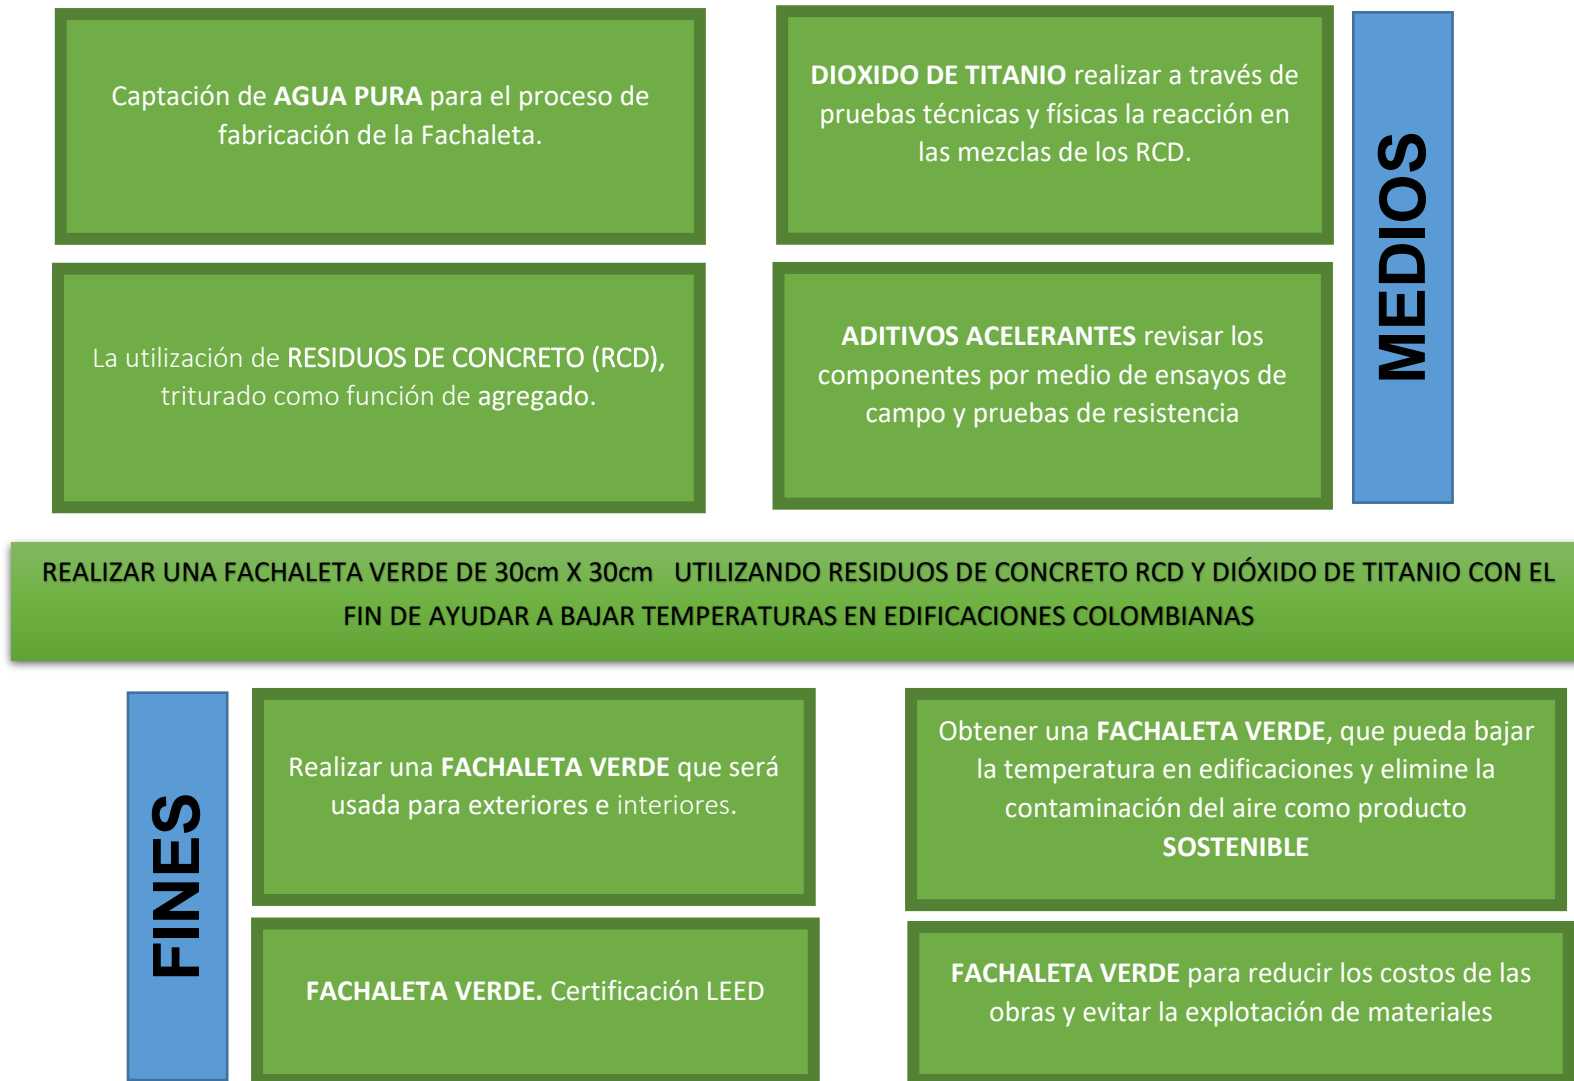 Captación de AGUA PURA para el proceso de
fabricación de la Fachaleta.
DIOXIDO DE TITANIO realizar a través de
pruebas técnicas y físicas la reacción en
las mezclas de los RCD.
MEDIOS
La utilización de RESIDUOS DE CONCRETO (RCD),
triturado como función de agregado.
ADITIVOS ACELERANTES revisar los
componentes por medio de ensayos de
campo y pruebas de resistencia
REALIZAR UNA FACHALETA VERDE DE 30cm X 30cm UTILIZANDO RESIDUOS DE CONCRETO RCD Y DIÓXIDO DE TITANIO CON EL
FIN DE AYUDAR A BAJAR TEMPERATURAS EN EDIFICACIONES COLOMBIANAS
FINES
Realizar una FACHALETA VERDE que será
usada para exteriores e interiores.
Obtener una FACHALETA VERDE, que pueda bajar
la temperatura en edificaciones y elimine la
contaminación del aire como producto
SOSTENIBLE
FACHALETA VERDE. Certificación LEED
FACHALETA VERDE para reducir los costos de las
obras y evitar la explotación de materiales